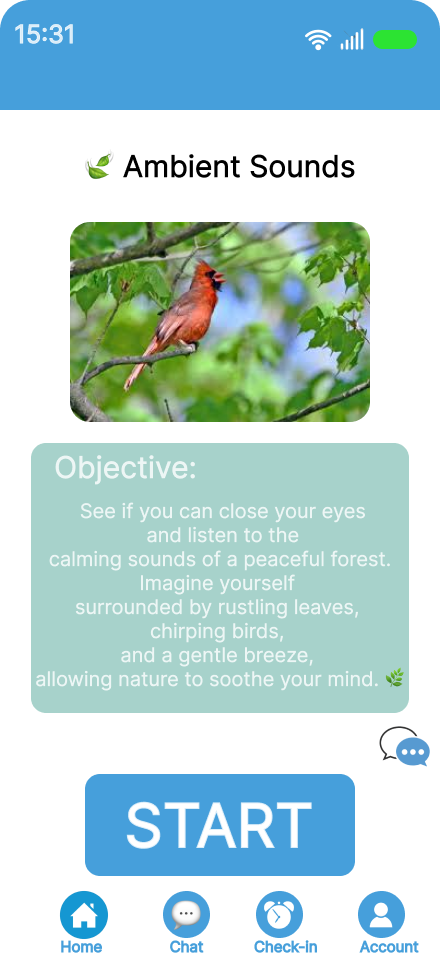 15:31
🌿 Ambient Sounds
Objective:
See if you can close your eyes
and listen to the
calming sounds of a peaceful forest.
Imagine yourself
surrounded by rustling leaves,
chirping birds,
and a gentle breeze,
allowing nature to soothe your mind. 🌿
START
Home Chat Check-in Account